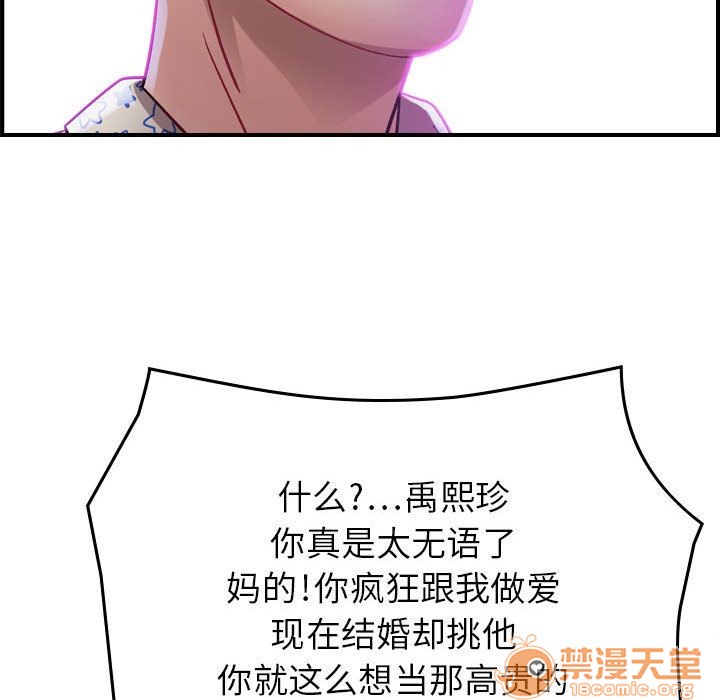 什么?...禹熙珍
你真是太无语了
妈的!你疯狂跟我做爱
现在结婚却挑他
你就这么想当那高贵的
禁漫天堂
18comic.org